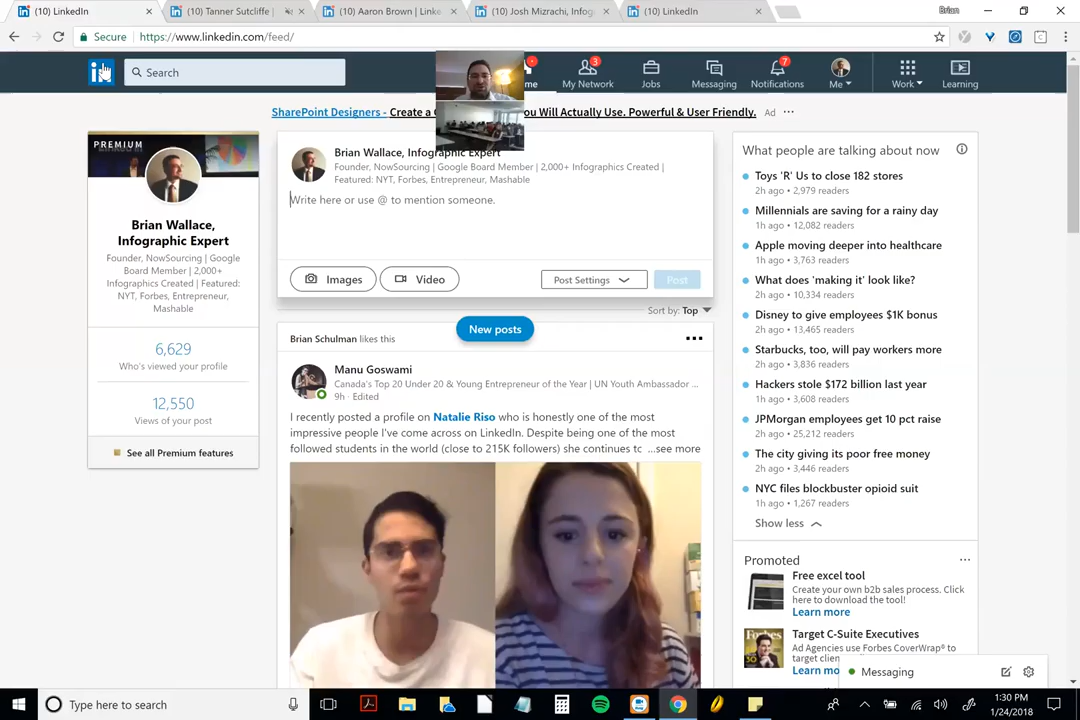 (10) LinkedIn
(10) Tanner Sutcliffe |
(10) Aaron Brown | Linke
(10) Josh Mizrachi, Infog
(10) LinkedIn
Brian
Secure
https://www.linkedin.com/feed/
in
Search
me
3
My Network
Jobs
Messaging
7
Notifications
Me
Work
Learning
SharePoint Designers - Create a
ou Will Actually Use. Powerful & User Friendly.
Ad
PREMIUM
Brian Wallace,
Infographic Expert
Founder, NowSourcing | Google
Board Member | 2,000+
Infographics Created | Featured:
NYT, Forbes, Entrepreneur,
Mashable
6,629
Who's viewed your profile
12,550
Views of your post
See all Premium features
Brian Wallace, Infographic Expert
Founder, NowSourcing | Google Board Member | 2,000+ Infographics Created |
Featured: NYT, Forbes, Entrepreneur, Mashable
Write here or use @ to mention someone.
Images
Video
Post Settings
Post
Sort by: Top
New posts
Brian Schulman likes this
Manu Goswami
Canada's Top 20 Under 20 & Young Entrepreneur of the Year | UN Youth Ambassador ...
9h · Edited
I recently posted a profile on Natalie Riso who is honestly one of the most
impressive people I've come across on LinkedIn. Despite being one of the most
followed students in the world (close to 215K followers) she continues tc ...see more
What people are talking about now
Toys 'R' Us to close 182 stores
2h ago • 2,979 readers
Millennials are saving for a rainy day
2h ago • 12,082 readers
Apple moving deeper into healthcare
1h ago • 3,763 readers
What does 'making it' look like?
2h ago • 10,334 readers
Disney to give employees $1K bonus
2h ago • 13,465 readers
Starbucks, too, will pay workers more
2h ago • 3,836 readers
Hackers stole $172 billion last year
1h ago • 3,608 readers
JPMorgan employees get 10 pct raise
2h ago • 25,212 readers
The city giving its poor free money
2h ago • 3,446 readers
NYC files blockbuster opioid suit
1h ago • 1,267 readers
Show less
Promoted
Free excel tool
Create your own b2b sales process. Click
here to download the tool!
Learn more
Forbes
30
Target C-Suite Executives
Ad Agencies use Forbes CoverWrap® to
target clien
Learn mo
Messaging
Type here to search
1:30 PM
1/24/2018